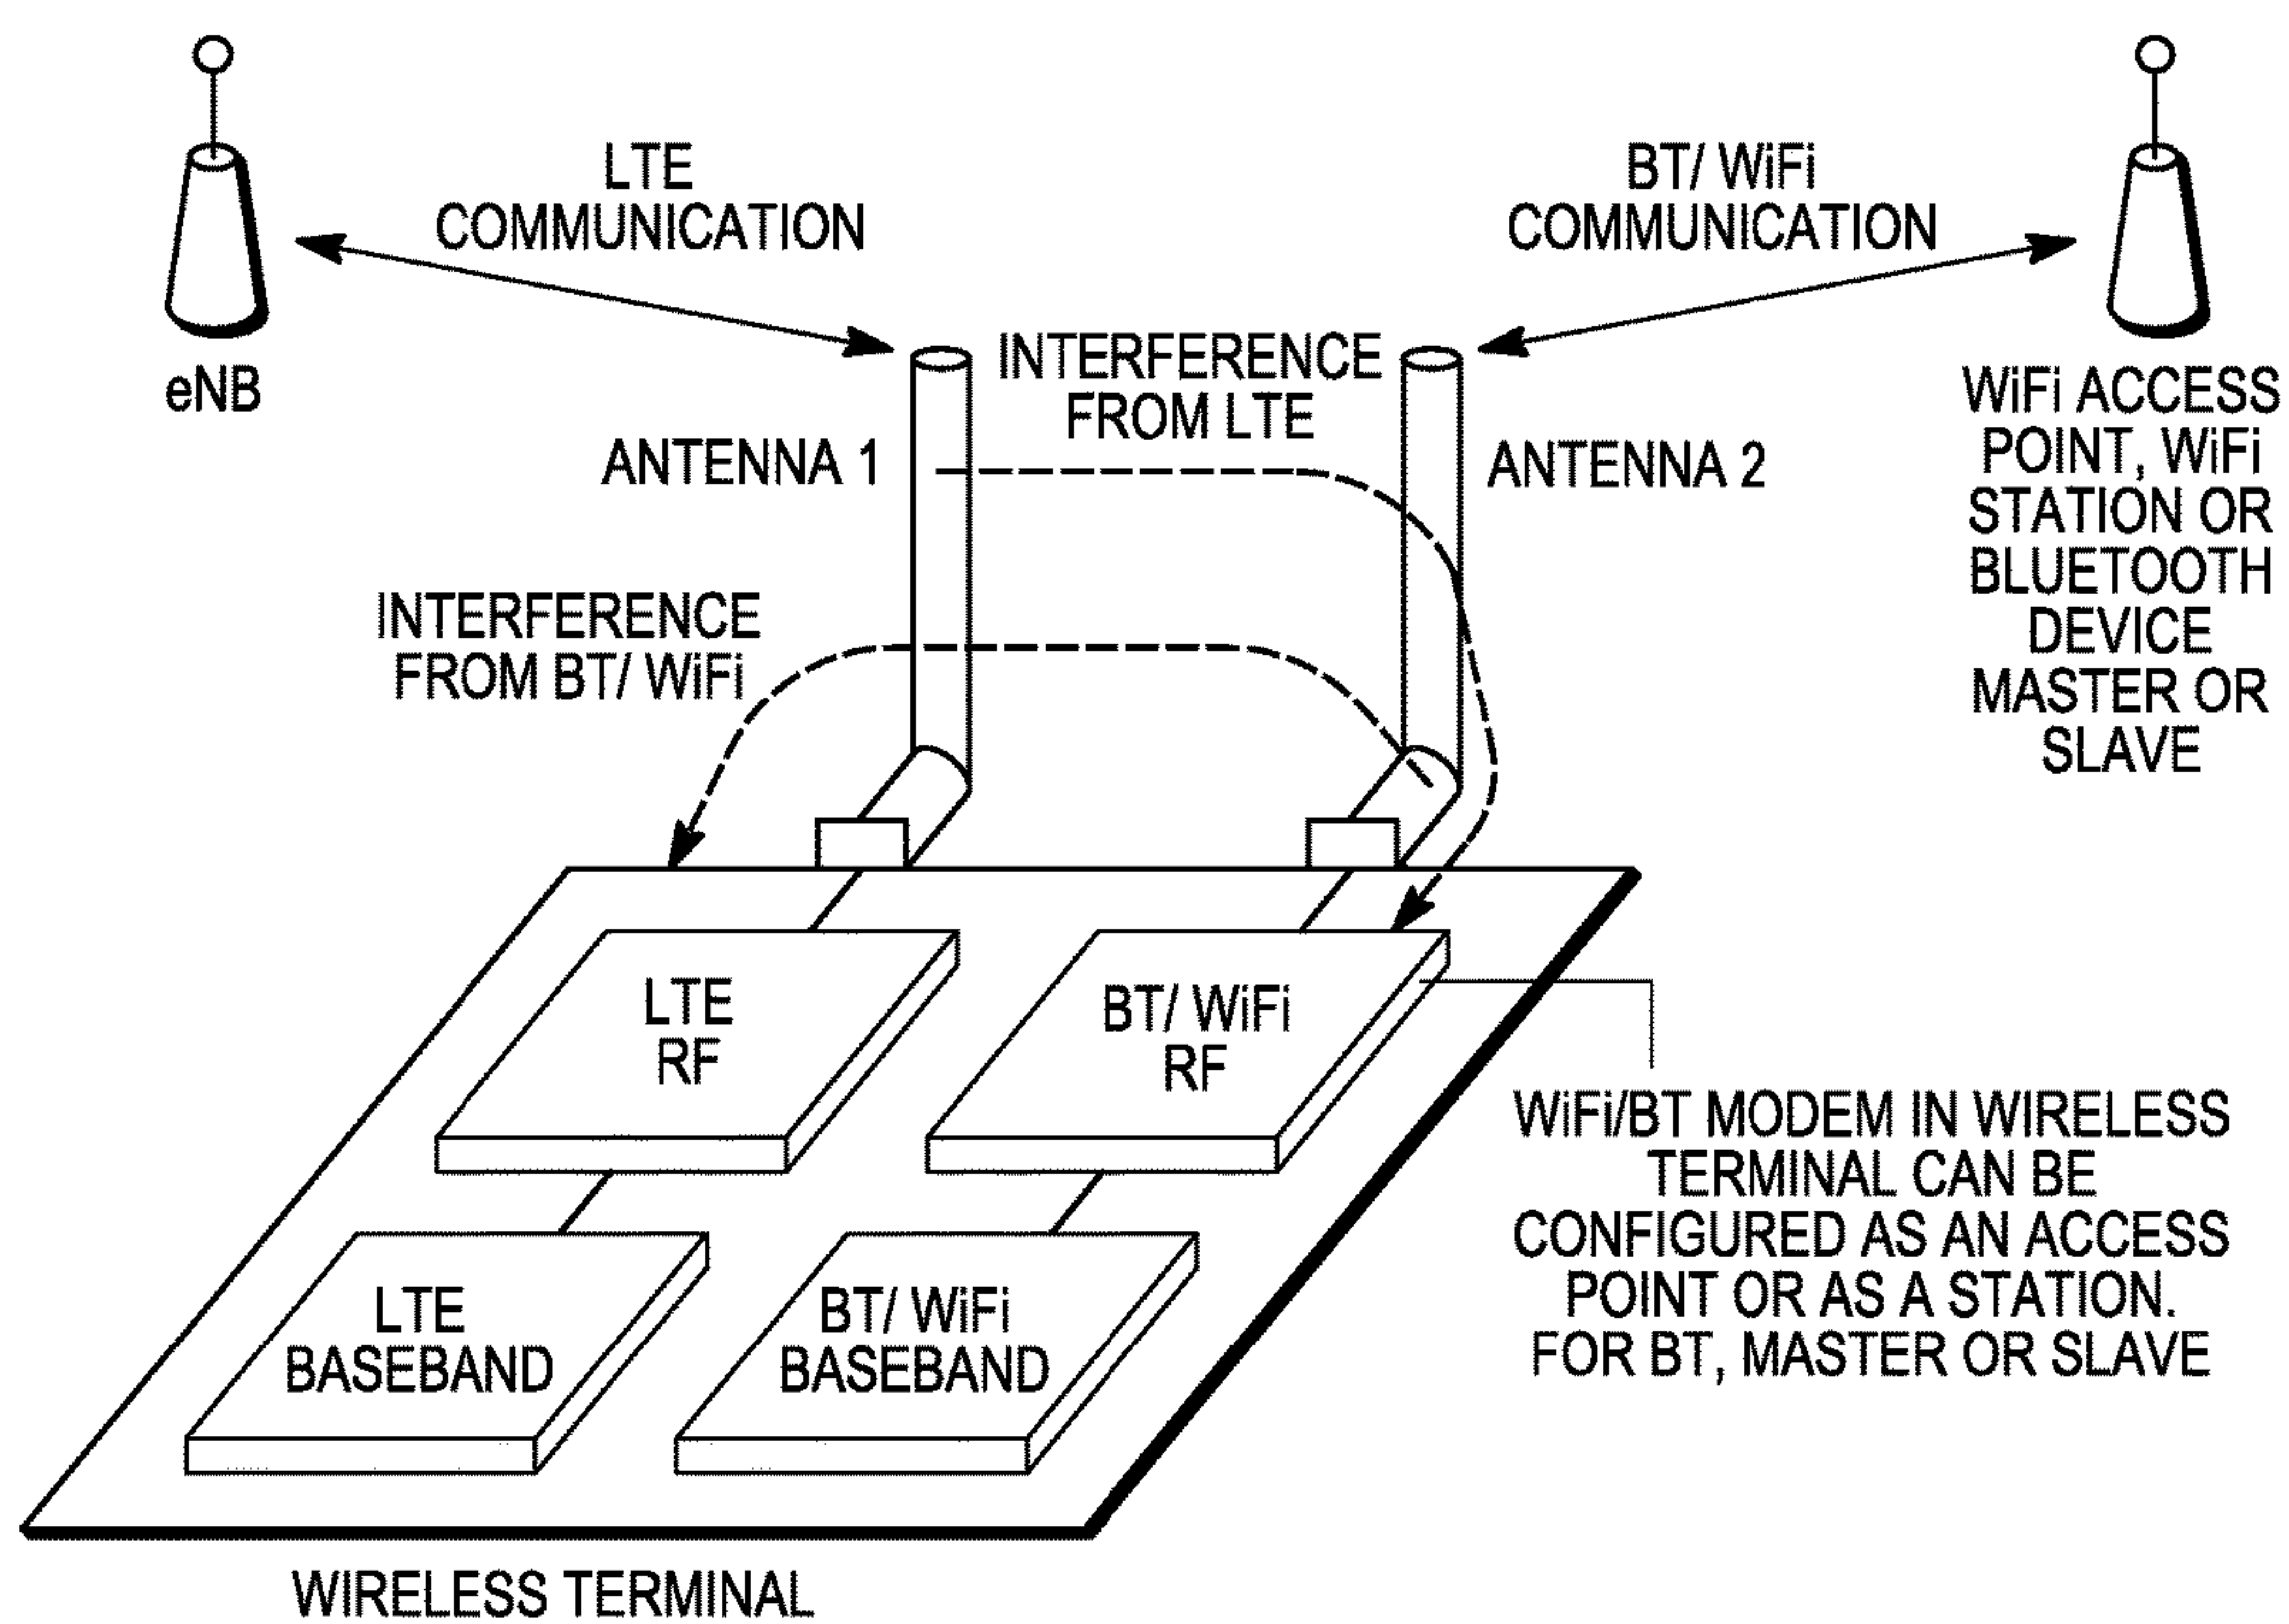 LTE
COMMUNICATION
BT/ WiFi
COMMUNICATION
eNB
INTERFERENCE
FROM LTE
WiFi ACCESS
POINT, WiFi
STATION OR
BLUETOOTH
DEVICE
MASTER OR
SLAVE
ANTENNA 1
ANTENNA 2
INTERFERENCE
FROM BT/ WiFi
LTE
RF
BT/ WiFi
RF
WiFi/BT MODEM IN WIRELESS
TERMINAL CAN BE
CONFIGURED AS AN ACCESS
POINT OR AS A STATION.
FOR BT, MASTER OR SLAVE
LTE
BASEBAND
BT/ WiFi
BASEBAND
WIRELESS TERMINAL